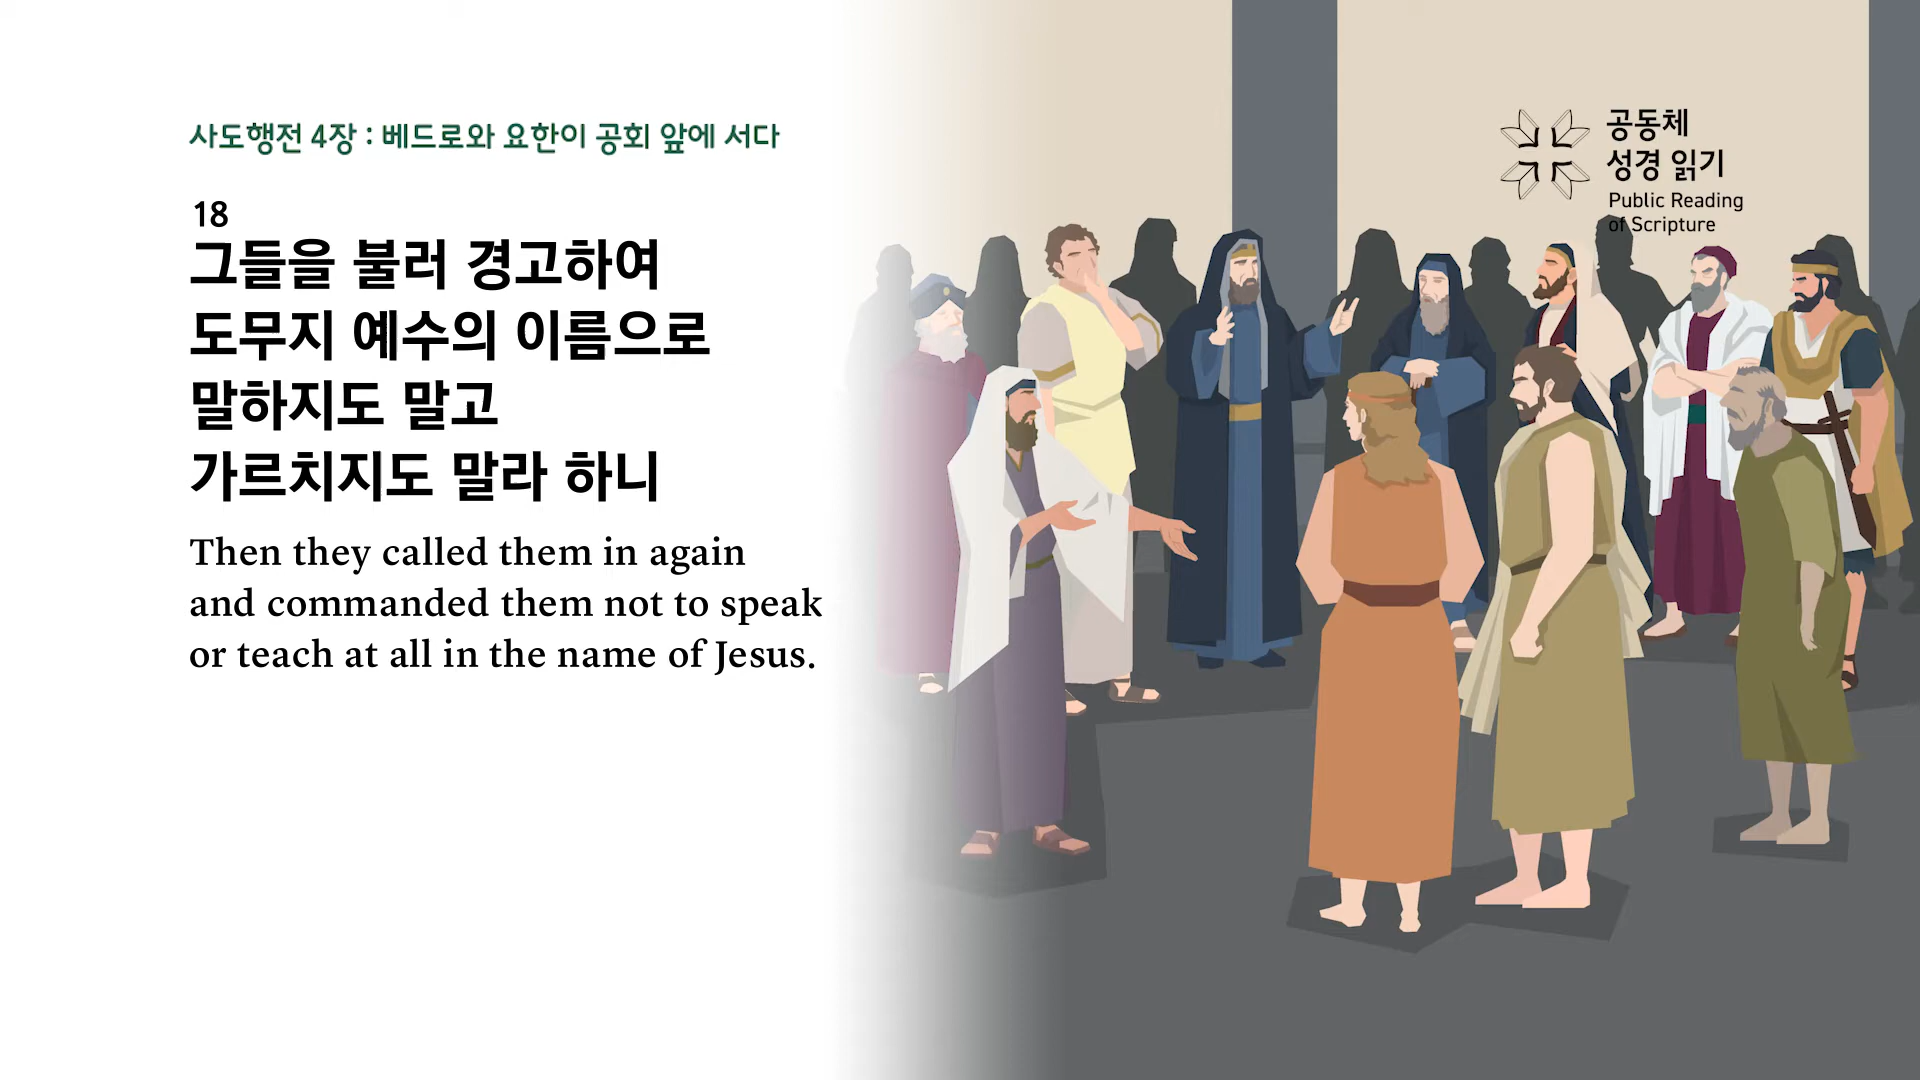 사도행전 4장 : 베드로와 요한이 공회 앞에 서다
18
그들을 불러 경고하여
도무지 예수의 이름으로
말하지도 말고
가르치지도 말라 하니
Then they called them in again
and commanded them not to speak
or teach at all in the name of Jesus.
공동체
성경 읽기
Public Reading
of Scripture